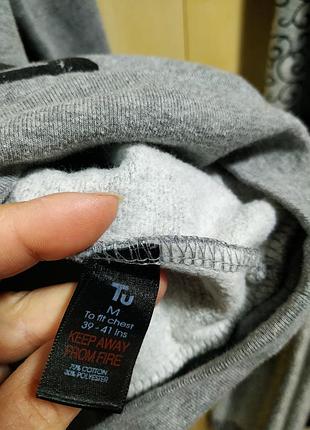 Tu
M
To fit chest
39 - 41 Ins
KEEP AWAY
FROM FIRE
70% COTTON
30% POLYESTER